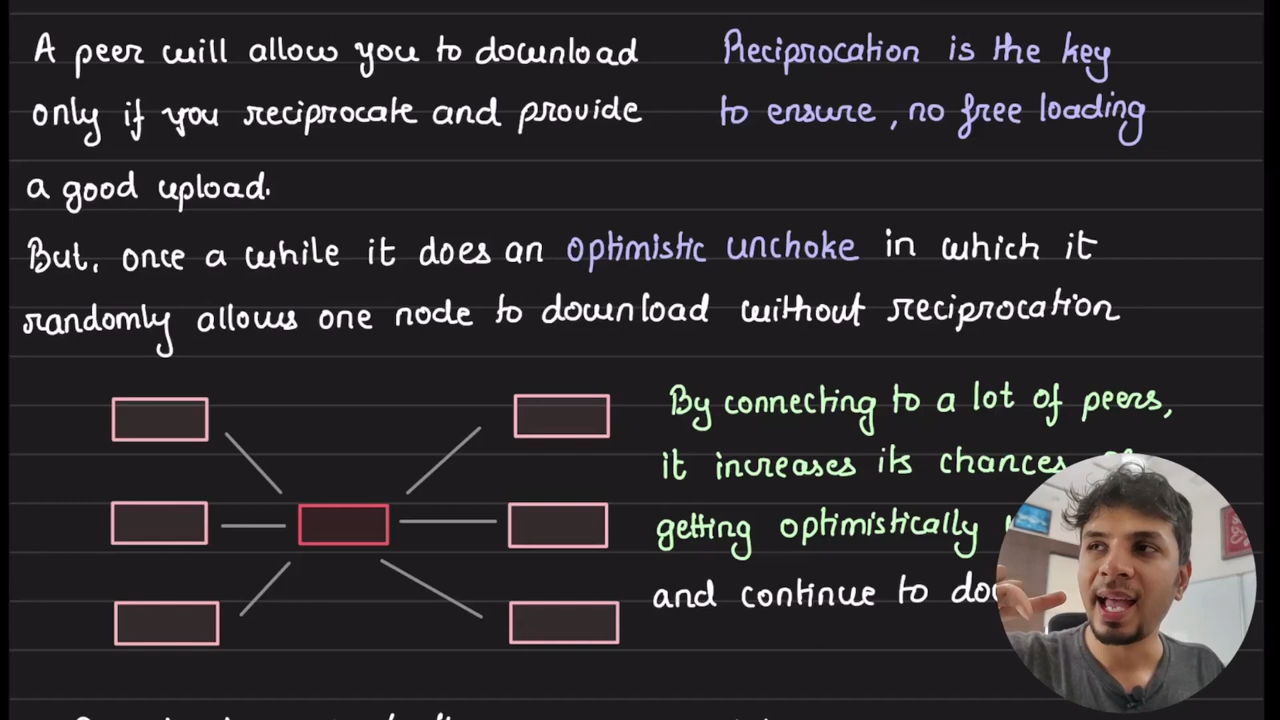 A peer will allow you to download
only if you reciprocate and provide
a good upload.
Reciprocation is the key
to ensure, no free loading
But, once a while it does an optimistic unchoke in which it
randomly allows one node to download without reciprocation
By connecting to a lot of peers,
it increases its chances
getting optimistically
and continue to